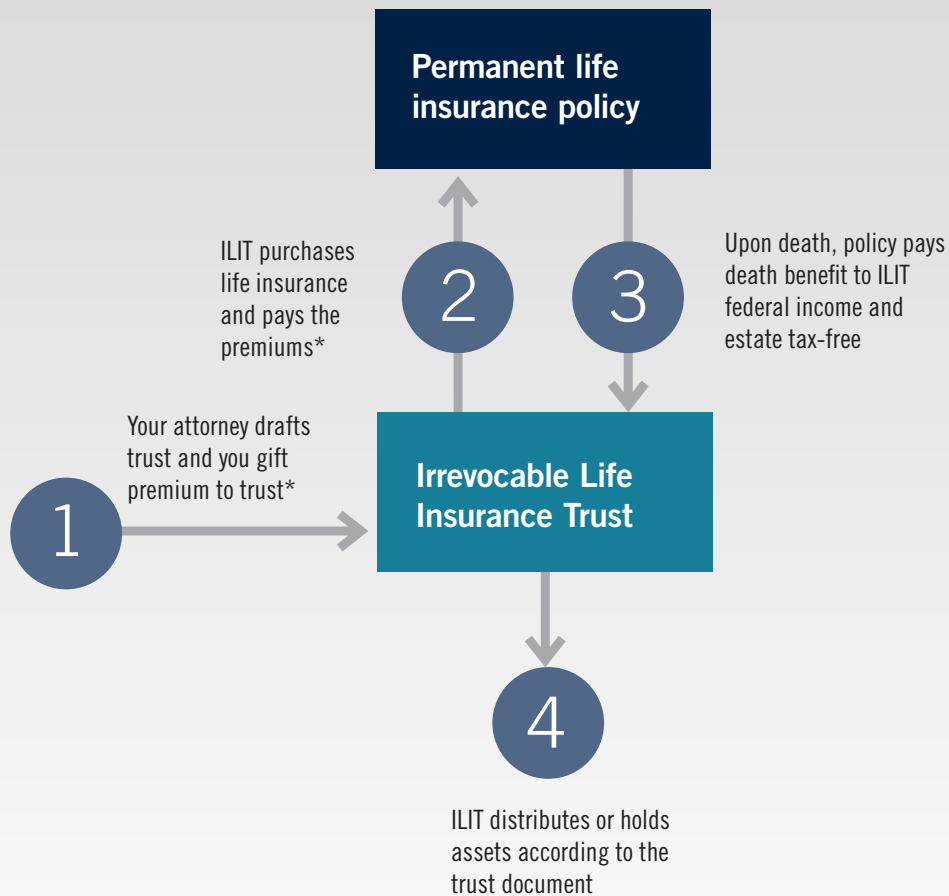 Permanent life
insurance policy
ILIT purchases
life insurance
and pays the
premiums*
2
3
Upon death, policy pays
death benefit to ILIT
federal income and
estate tax-free
Your attorney drafts
trust and you gift
premium to trust*
1
Irrevocable Life
Insurance Trust
4
ILIT distributes or holds
assets according to the
trust document